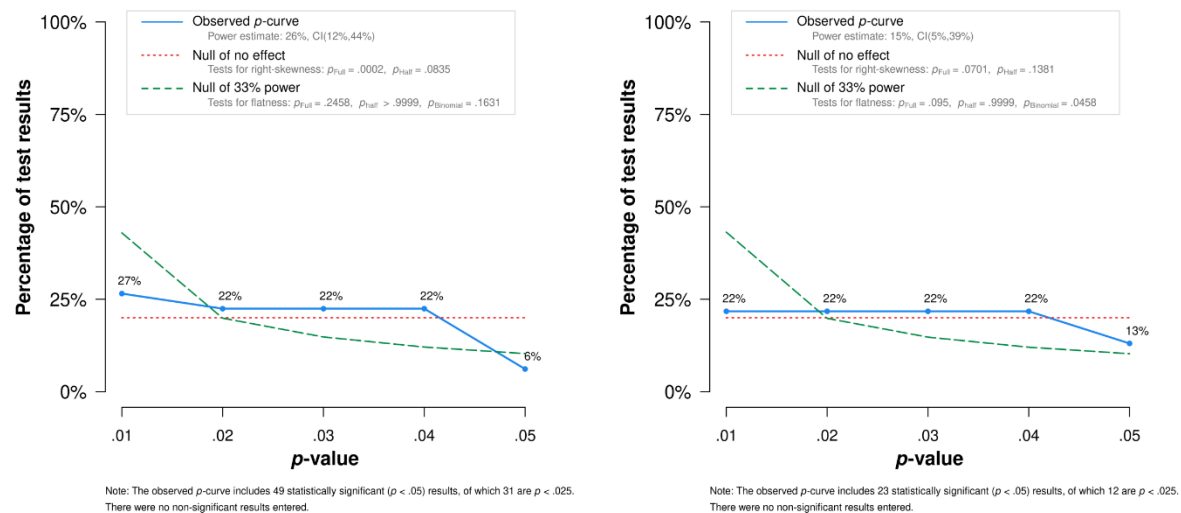 Observed p-curve
Power estimate: 26%, CI(12%,44%)
Null of no effect
Tests for right-skewness: pFull = .0002, pHalf = .0835
Null of 33% power
Tests for flatness: pFull = .2458, phalf > .9999, pBinomial = .1631
100%
75%
50%
25%
0%
Percentage of test results
27%
22%
22%
22%
6%
.01
.02
.03
.04
.05
p-value
Note: The observed p-curve includes 49 statistically significant (p < .05) results, of which 31 are p < .025.
There were no non-significant results entered.
Observed p-curve
Power estimate: 15%, CI(5%,39%)
Null of no effect
Tests for right-skewness: pFull = .0701, pHalf = .1381
Null of 33% power
Tests for flatness: pFull = .095, phalf = .9999, pBinomial = .0458
100%
75%
50%
25%
0%
Percentage of test results
22%
22%
22%
22%
13%
.01
.02
.03
.04
.05
p-value
Note: The observed p-curve includes 23 statistically significant (p < .05) results, of which 12 are p < .025.
There were no non-significant results entered.